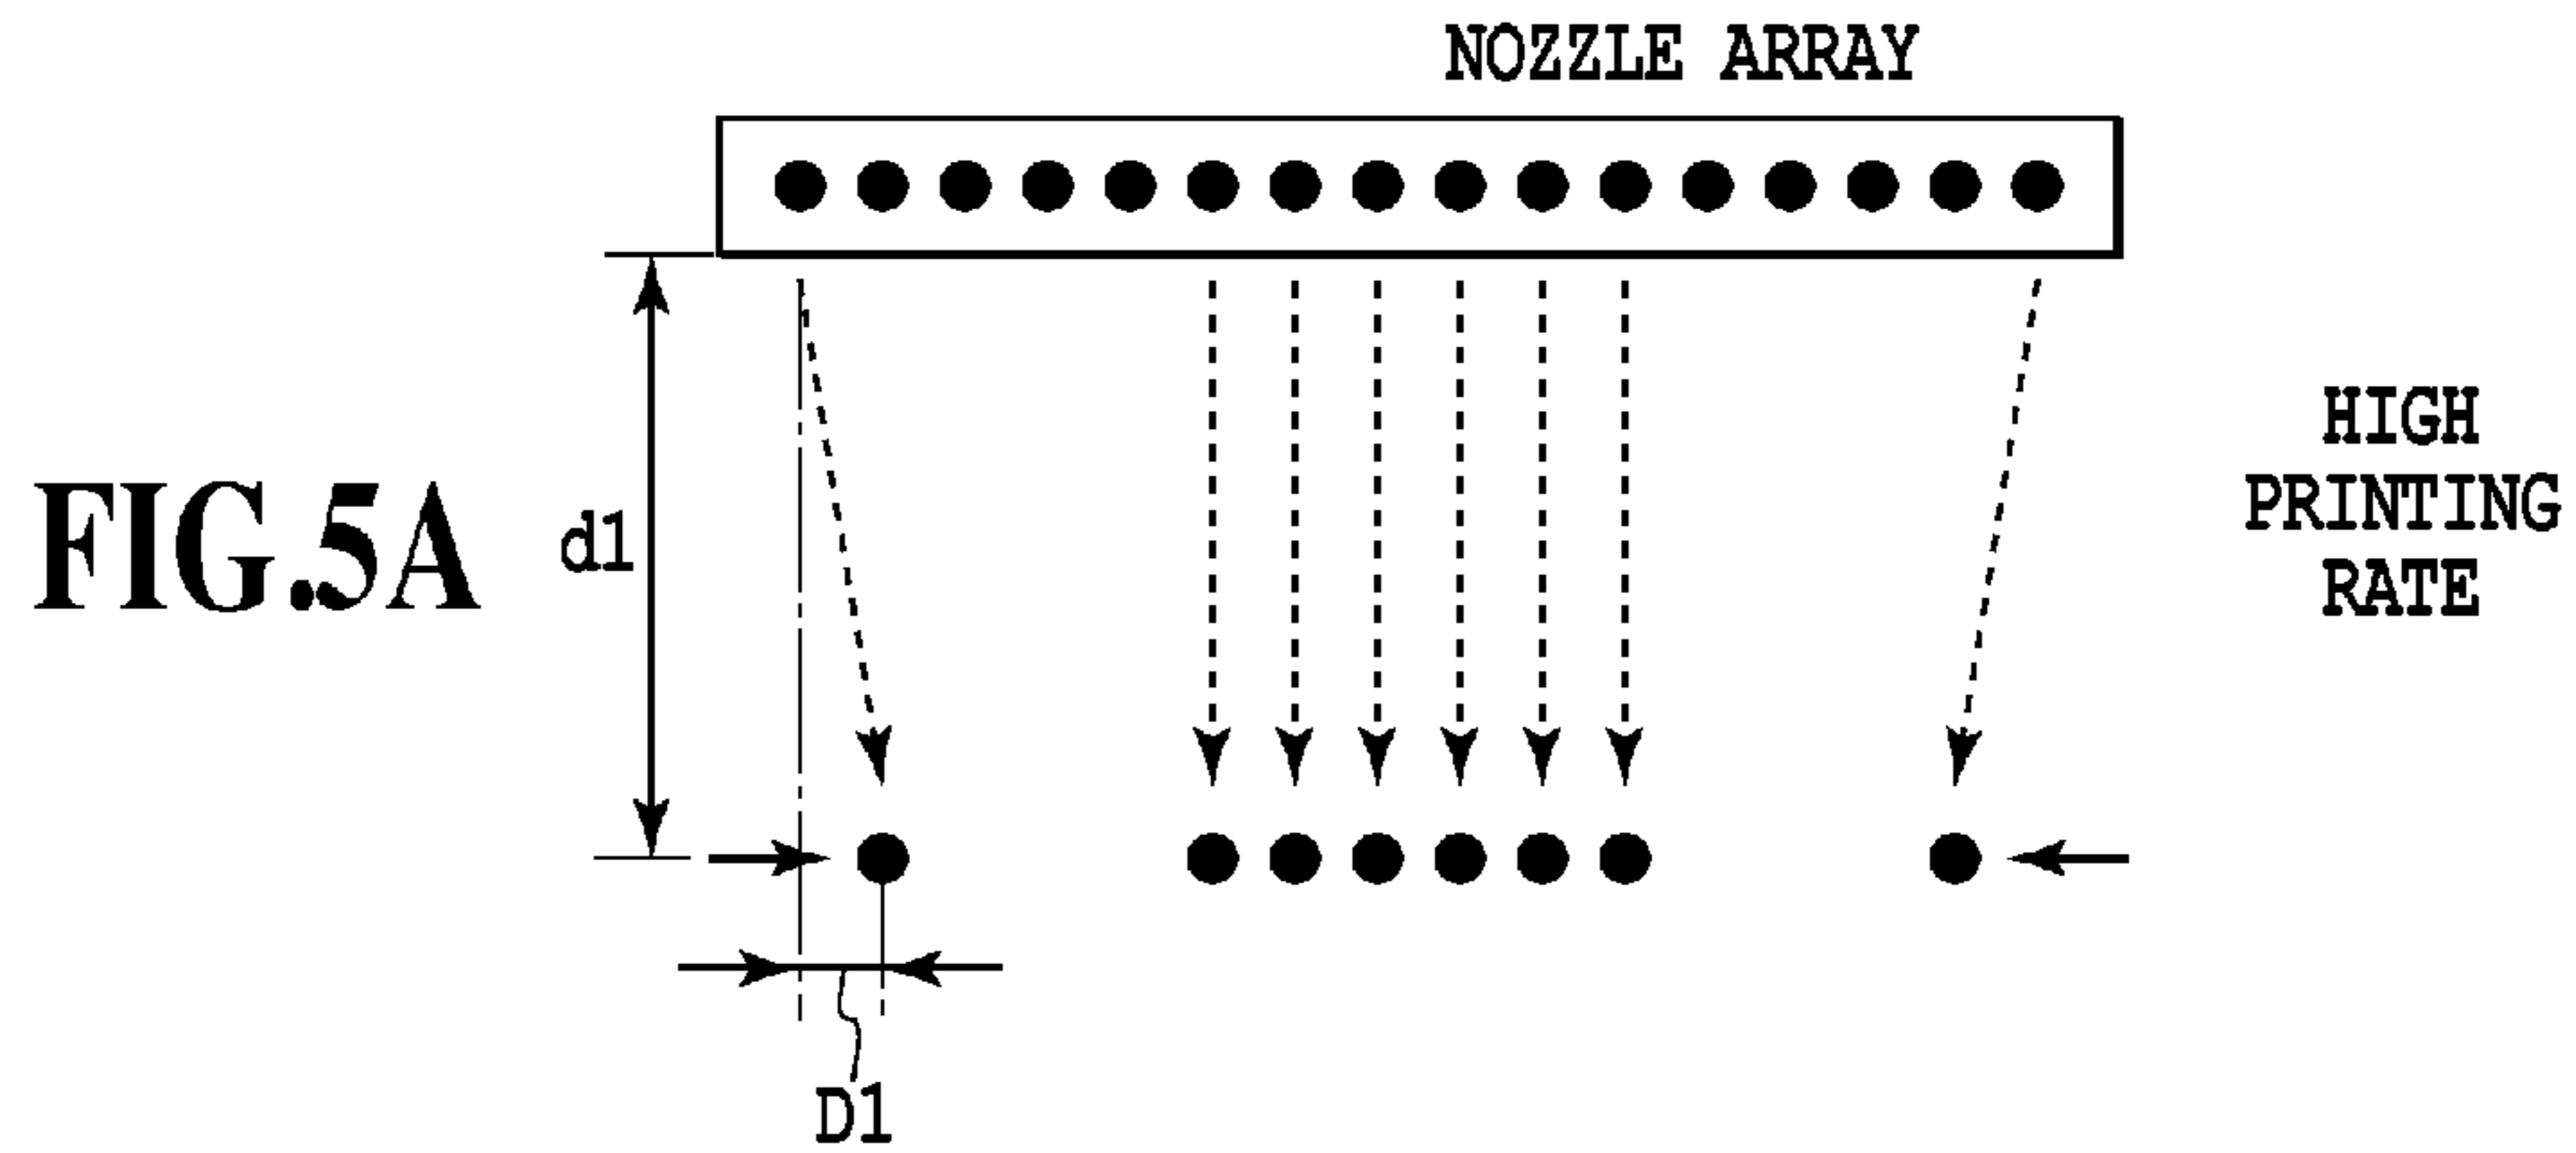 NOZZLE ARRAY
FIG.5A
d1
HIGH
PRINTING
RATE
D1